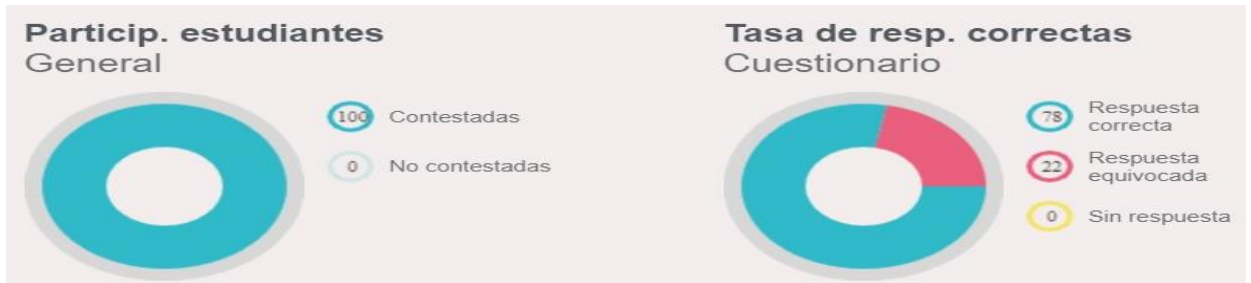 Particip. estudiantes
General
100 Contestadas
0 No contestadas
Tasa de resp. correctas
Cuestionario
78 Respuesta
correcta
22 Respuesta
equivocada
0 Sin respuesta